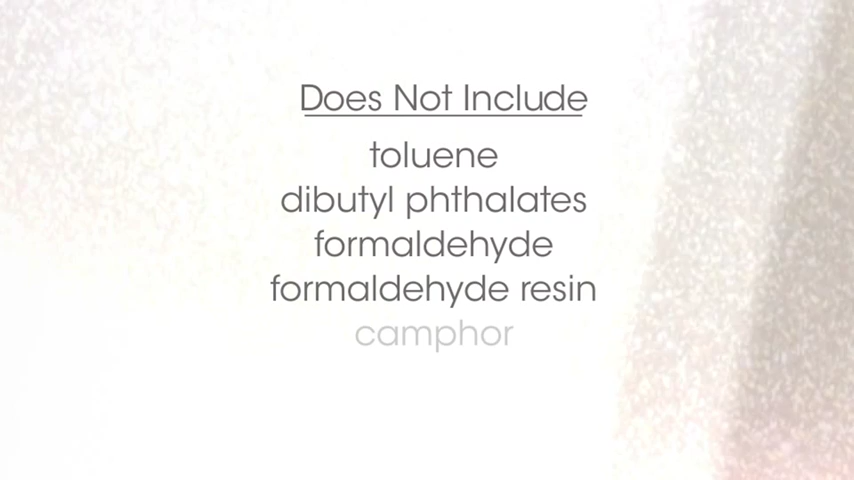 Does Not Include
toluene
dibutyl phthalates
formaldehyde
formaldehyde resin
camphor